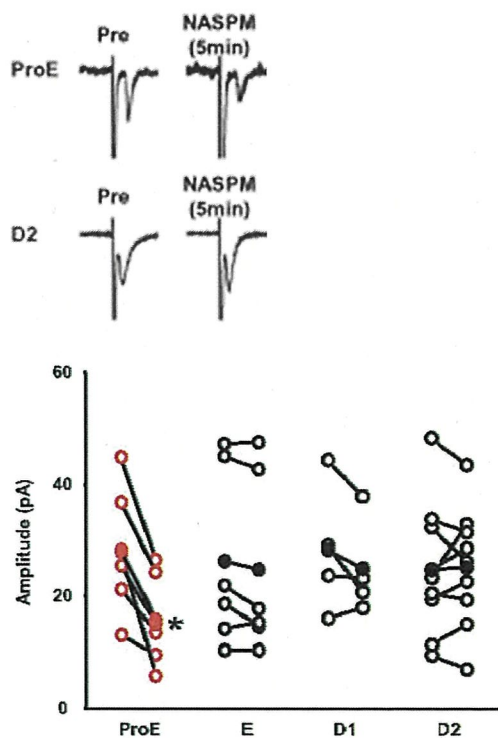 Pre NASPM
(5min)
ProE
Pre NASPM
(5min)
D2
60
40
20
0
Amplitude (pA)
*
ProE E D1 D2